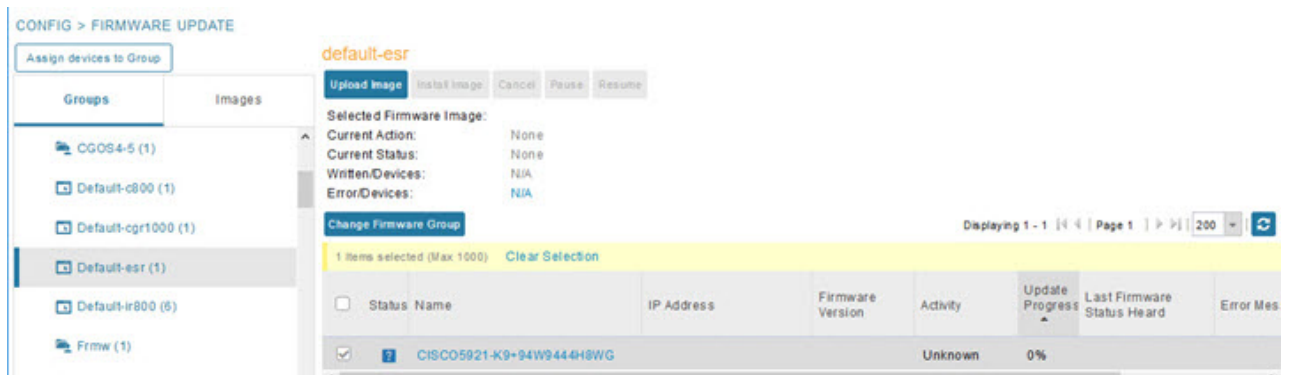 CONFIG > FIRMWARE UPDATE
Assign devices to Group
Groups Images
CGOS4-5 (1)
Default-c800 (1)
Default-cgr1000 (1)
Default-esr (1)
Default-ir800 (6)
Frmw (1)
default-esr
Upload Image Install Image Cancel Pause Resume
Selected Firmware Image:
Current Action: None
Current Status: None
Written/Devices: N/A
Error/Devices: N/A
Change Firmware Group
Displaying 1 - 1 | Page 1 | 200
1 Items selected (Max 1000) Clear Selection
Status Name IP Address Firmware Version Activity Update Progress Last Firmware Status Heard Error Mes
? CISCO5921-K9+94W9444H8WG Unknown 0%